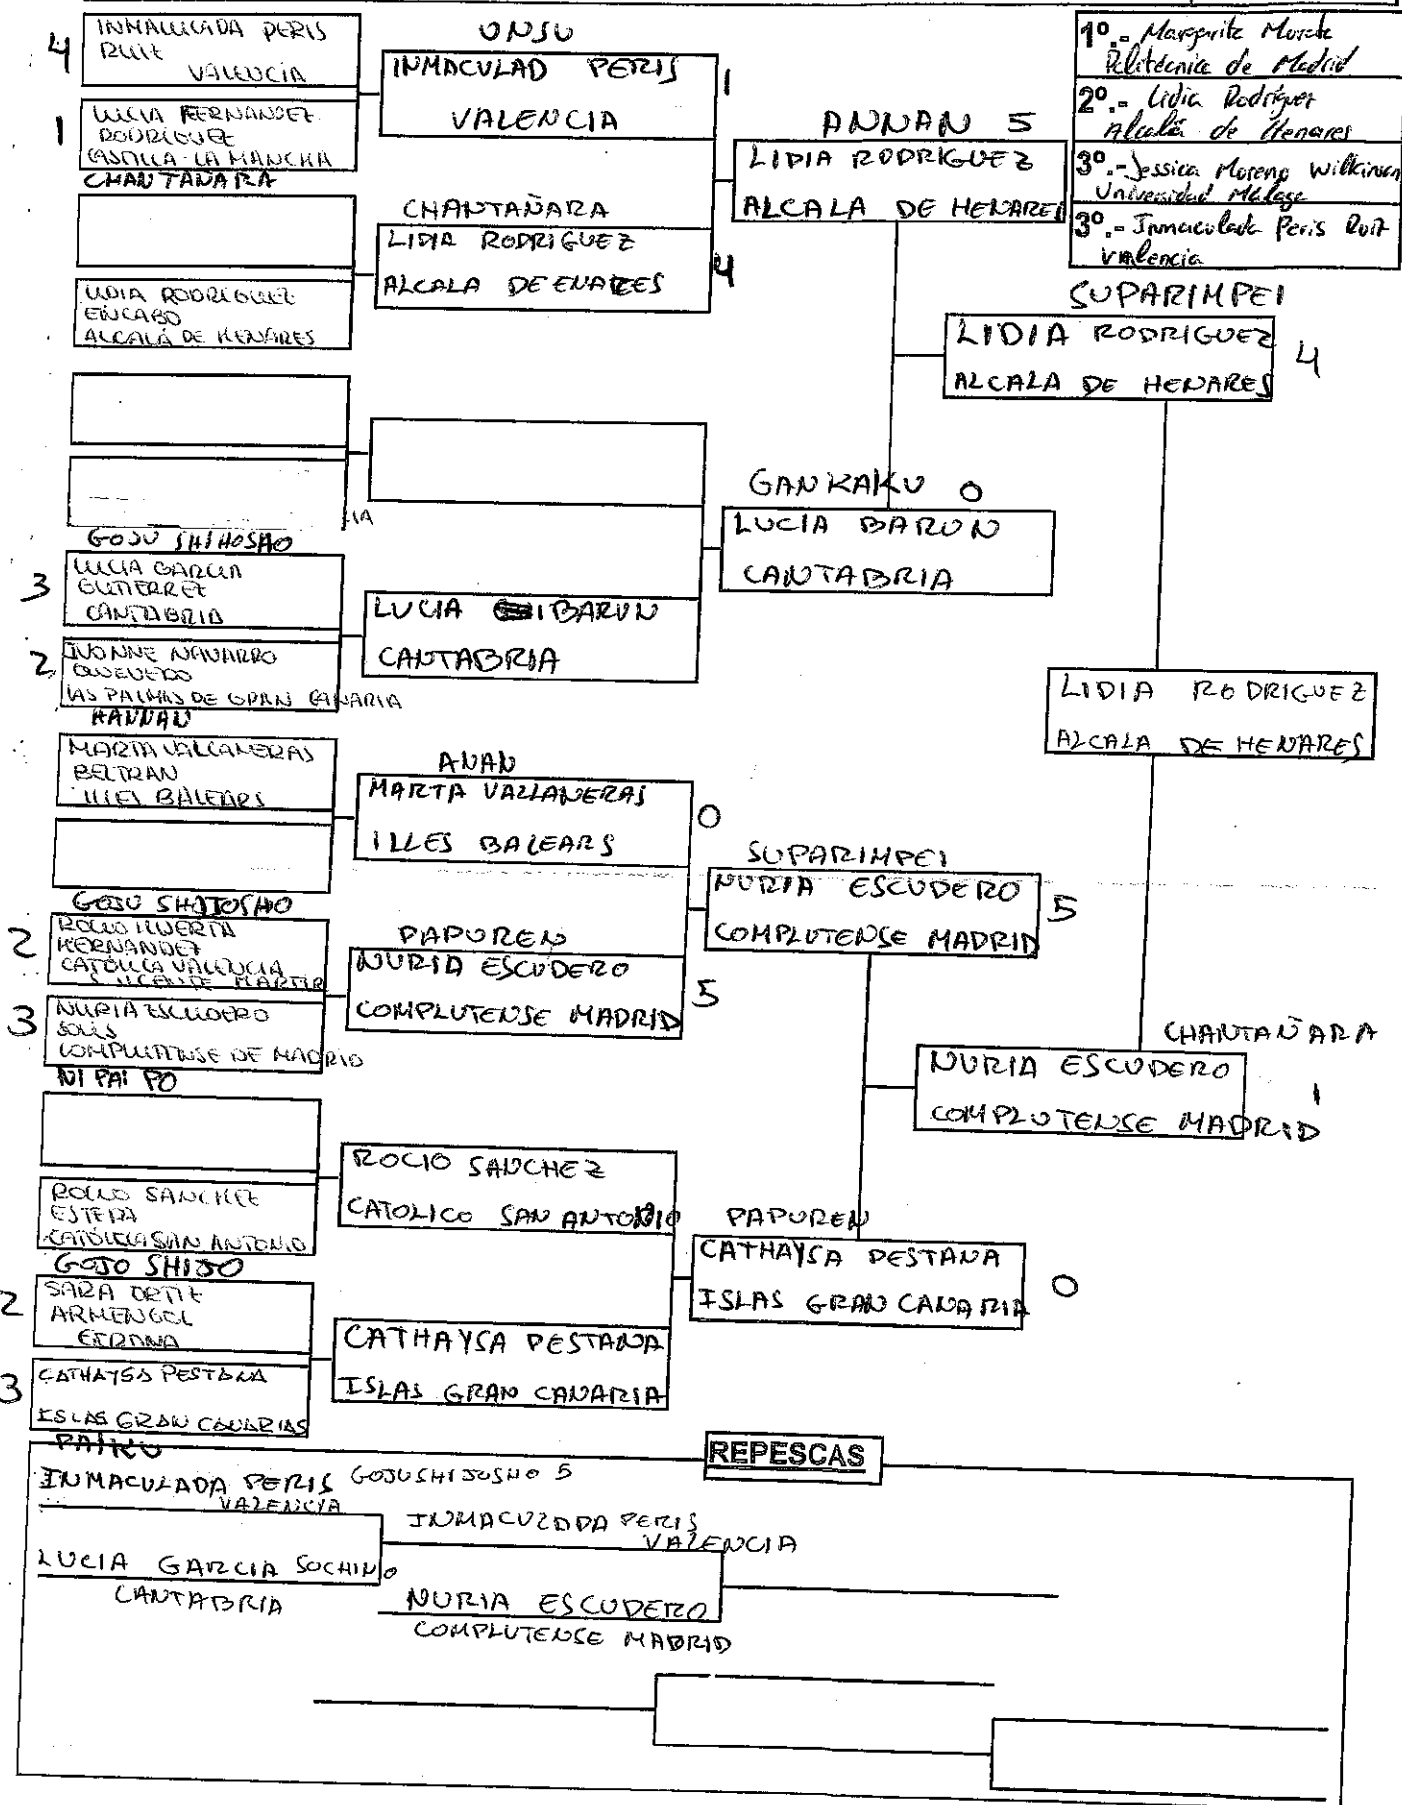 4
INMACULADA PERIS
RUIZ
VALENCIA
1
LUCIA FERNANDEZ
RODRIGUEZ
CASTILLA-LA MANCHA
CHANTAÑARA
LIDIA RODRIGUEZ
ENCABO
ALCALÁ DE HENARES
GOJU SHIHOSHO
3
LUCIA GARCIA
GUTIERREZ
CANTABRIA
2
IVONNE NAVARRO
QUEVEDO
LAS PALMAS DE GRAN CANARIA
HANNAN
MARTA VALLANERAS
BELTRAN
ILLES BALEARS
GOJU SHIJOSHO
2
ROCIO HUERTA
HERNANDEZ
CATÓLICA VALENCIA
S. VICENTE MARTIR
3
NURIA ESCUDERO
SOLIS
COMPLUTENSE DE MADRID
NI PAI PO
ROCIO SANCHEZ
ESTEPA
CATÓLICA SAN ANTONIO
GOJO SHIJO
2
SARA ORTIZ
ARMENGOL
GIRONA
3
CATHAYSA PESTANA
ISLAS GRAN CANARIAS
PAIKU
UNSU
INMACULAD PERIS
VALENCIA
1
CHANTAÑARA
LIDIA RODRIGUEZ
ALCALA DE ENARES
4
LUCIA BARUN
CANTABRIA
ANAN
MARTA VALLANERAS
ILLES BALEARS
0
PAPUREN
NURIA ESCUDERO
COMPLUTENSE MADRID
5
ROCIO SANCHEZ
CATOLICO SAN ANTONIO
CATHAYSA PESTANA
ISLAS GRAN CANARIA
ANNAN 5
LIDIA RODRIGUEZ
ALCALA DE HENARES
GANKAKU 0
LUCIA BARUN
CANTABRIA
SUPARIMPEI
NURIA ESCUDERO
COMPLUTENSE MADRID
5
PAPUREN
CATHAYSA PESTANA
ISLAS GRAN CANARIA
0
SUPARIMPEI
LIDIA RODRIGUEZ
ALCALA DE HENARES
4
CHANTAÑARA
NURIA ESCUDERO
COMPLUTENSE MADRID
1
LIDIA RODRIGUEZ
ALCALA DE HENARES
1º.- Margarita Morata
Politécnica de Madrid
2º.- Lidia Rodríguez
Alcalá de Henares
3º.- Jessica Moreno Wilkinson
Universidad Málaga
3º.- Inmaculada Peris Ruiz
Valencia
REPESCAS
INMACULADA PERIS GOJUSHIJUSHO 5
VALENCIA
LUCIA GARCIA SOCHIN 0
CANTABRIA
INMACULADA PERIS
VALENCIA
NURIA ESCUDERO
COMPLUTENSE MADRID